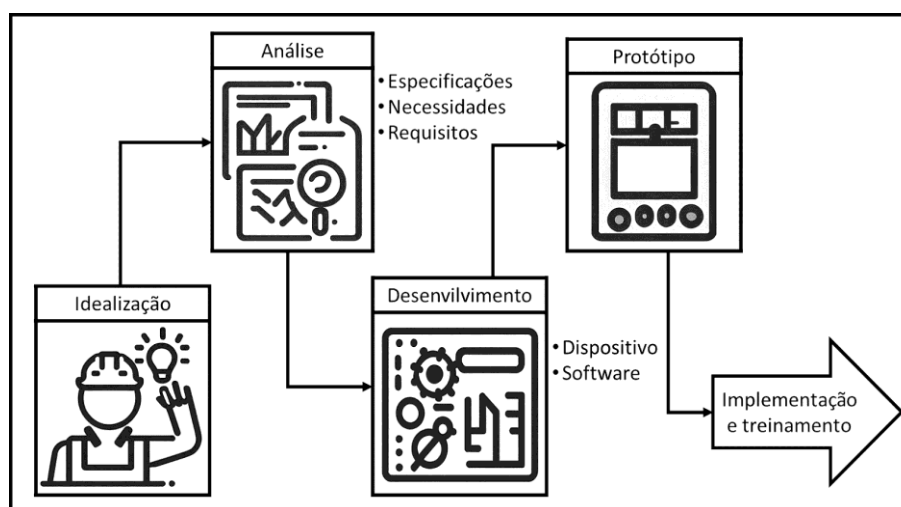 Idealização
Análise
• Especificações
• Necessidades
• Requisitos
Desenvilvimento
• Dispositivo
• Software
Protótipo
Implementação
e treinamento